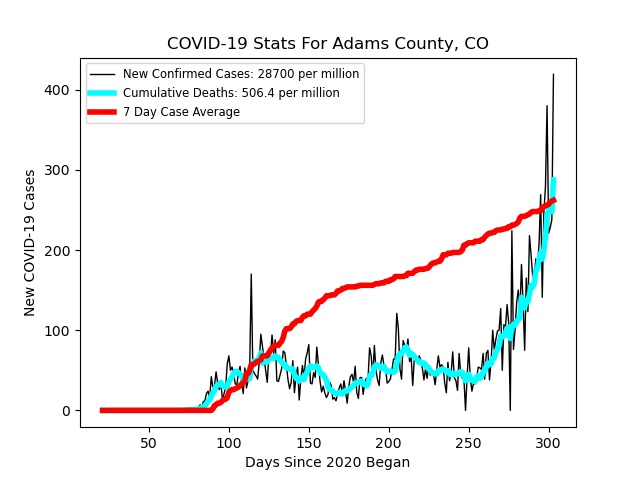 COVID-19 Stats For Adams County, CO
New Confirmed Cases: 28700 per million
Cumulative Deaths: 506.4 per million
7 Day Case Average
New COVID-19 Cases
400
300
200
100
0
50 100 150 200 250 300
Days Since 2020 Began